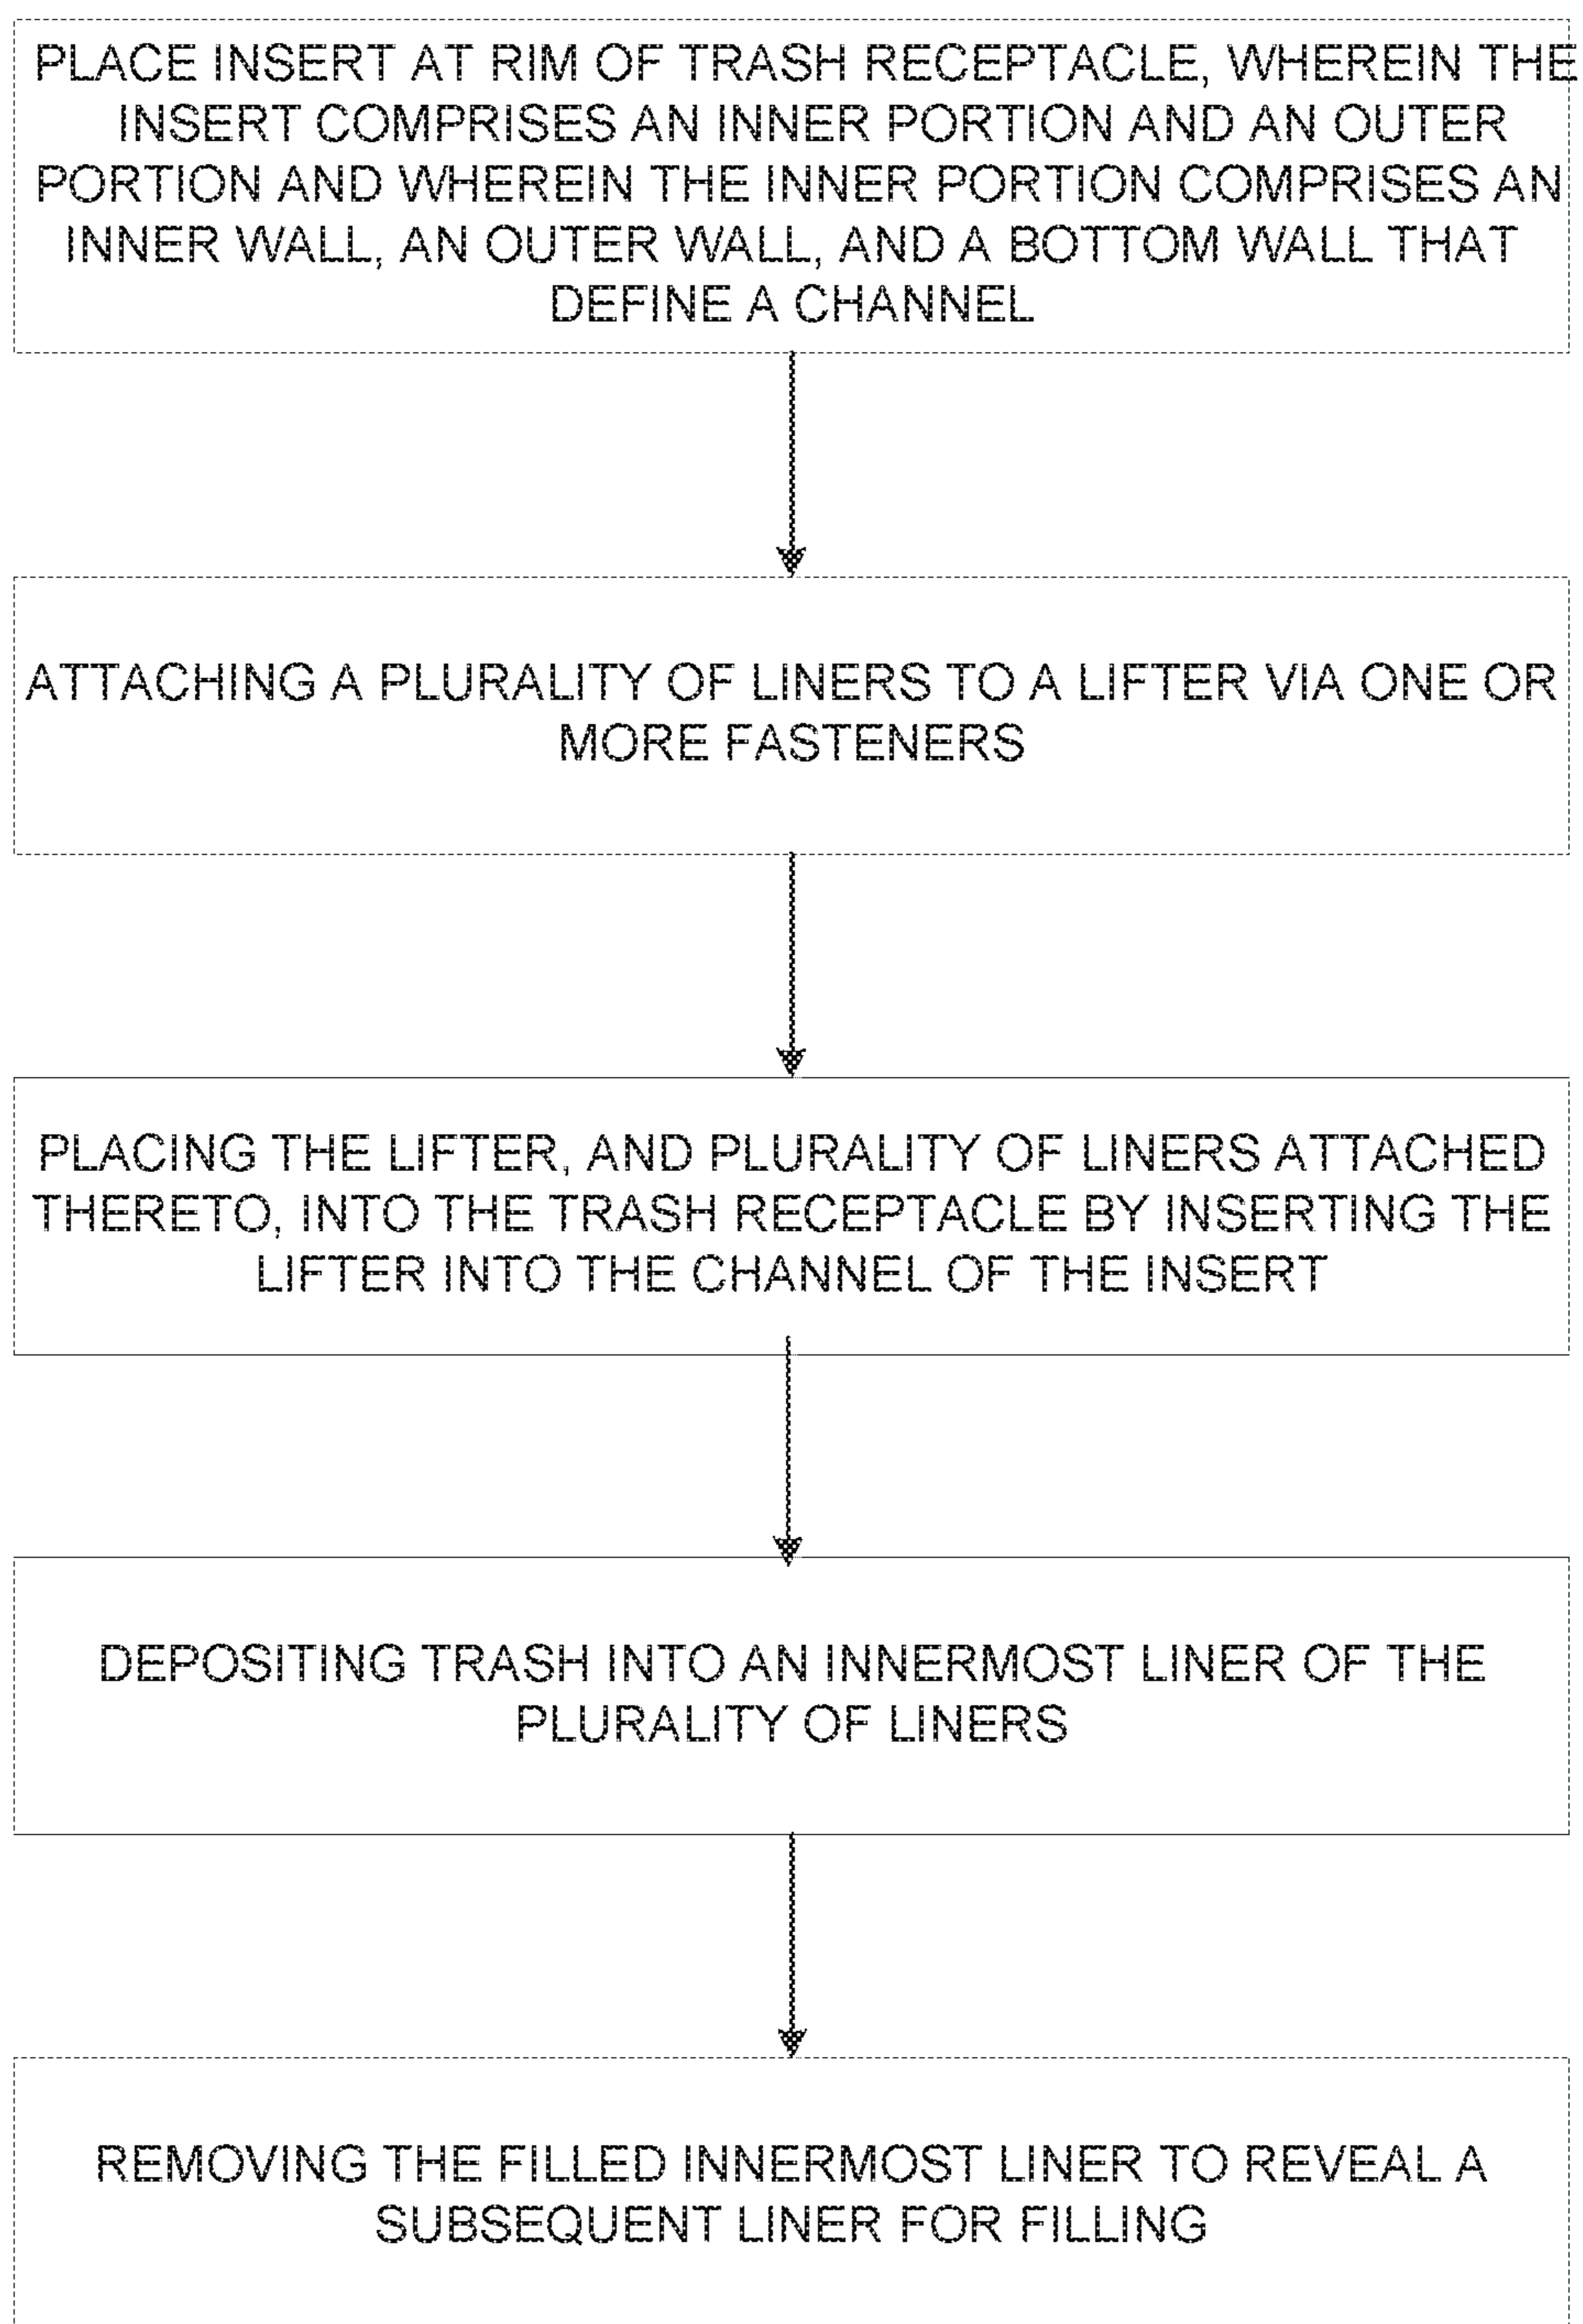 PLACE INSERT AT RIM OF TRASH RECEPTACLE, WHEREIN THE
INSERT COMPRISES AN INNER PORTION AND AN OUTER
PORTION AND WHEREIN THE INNER PORTION COMPRISES AN
INNER WALL, AN OUTER WALL, AND A BOTTOM WALL THAT
DEFINE A CHANNEL
ATTACHING A PLURALITY OF LINERS TO A LIFTER VIA ONE OR
MORE FASTENERS
PLACING THE LIFTER, AND PLURALITY OF LINERS ATTACHED
THERETO, INTO THE TRASH RECEPTACLE BY INSERTING THE
LIFTER INTO THE CHANNEL OF THE INSERT
DEPOSITING TRASH INTO AN INNERMOST LINER OF THE
PLURALITY OF LINERS
REMOVING THE FILLED INNERMOST LINER TO REVEAL A
SUBSEQUENT LINER FOR FILLING